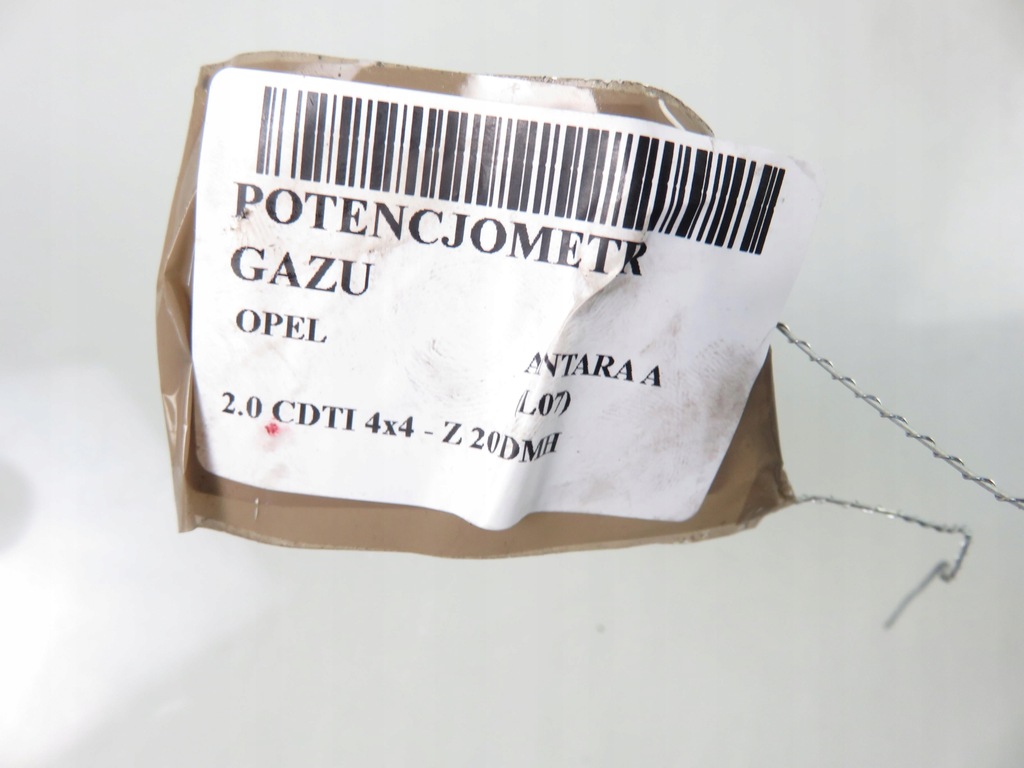 POTENCJOMETR
GAZU
OPEL
ANTARA A
(L07)
2.0 CDTI 4x4 - Z 20DMH